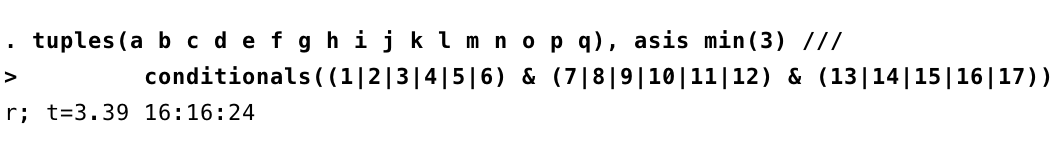 . tuples(a b c d e f g h i j k l m n o p q), asis min(3) ///
>         conditionals((1|2|3|4|5|6) & (7|8|9|10|11|12) & (13|14|15|16|17))
r; t=3.39 16:16:24